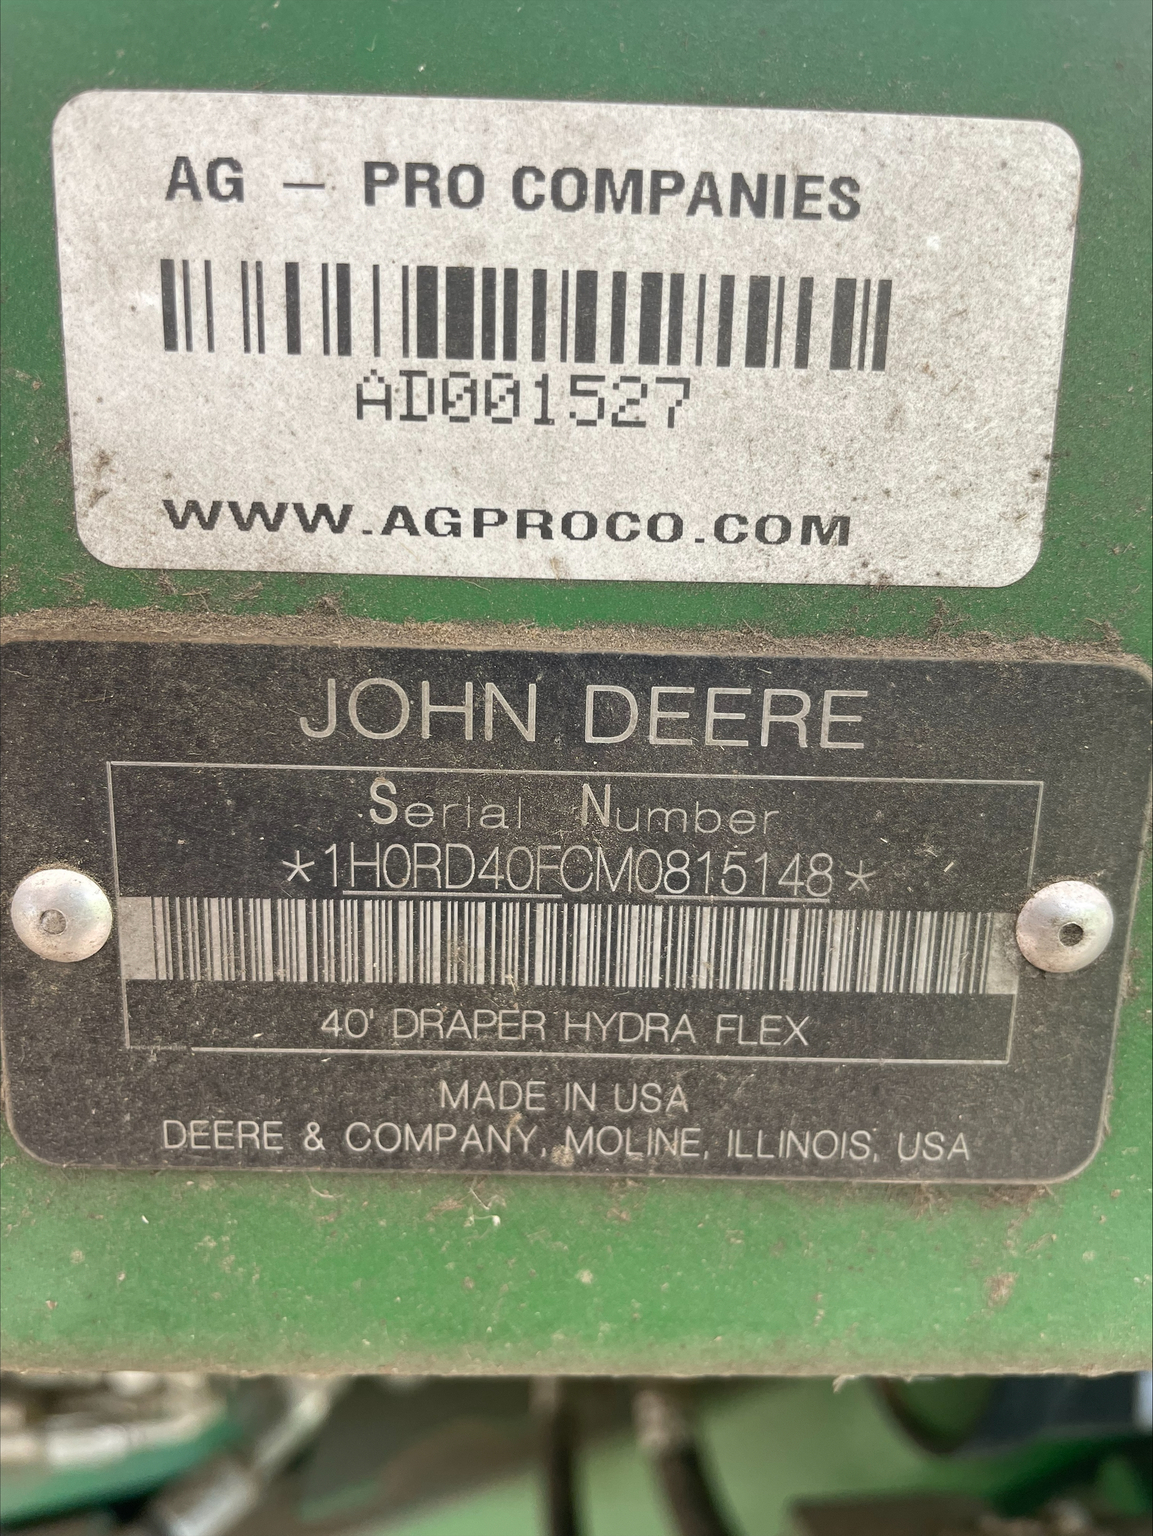 AG - PRO COMPANIES
AD001527
WWW.AGPROCO.COM
JOHN DEERE
Serial Number
*1H0RD40FCM0815148*
40' DRAPER HYDRA FLEX
MADE IN USA
DEERE & COMPANY, MOLINE, ILLINOIS, USA